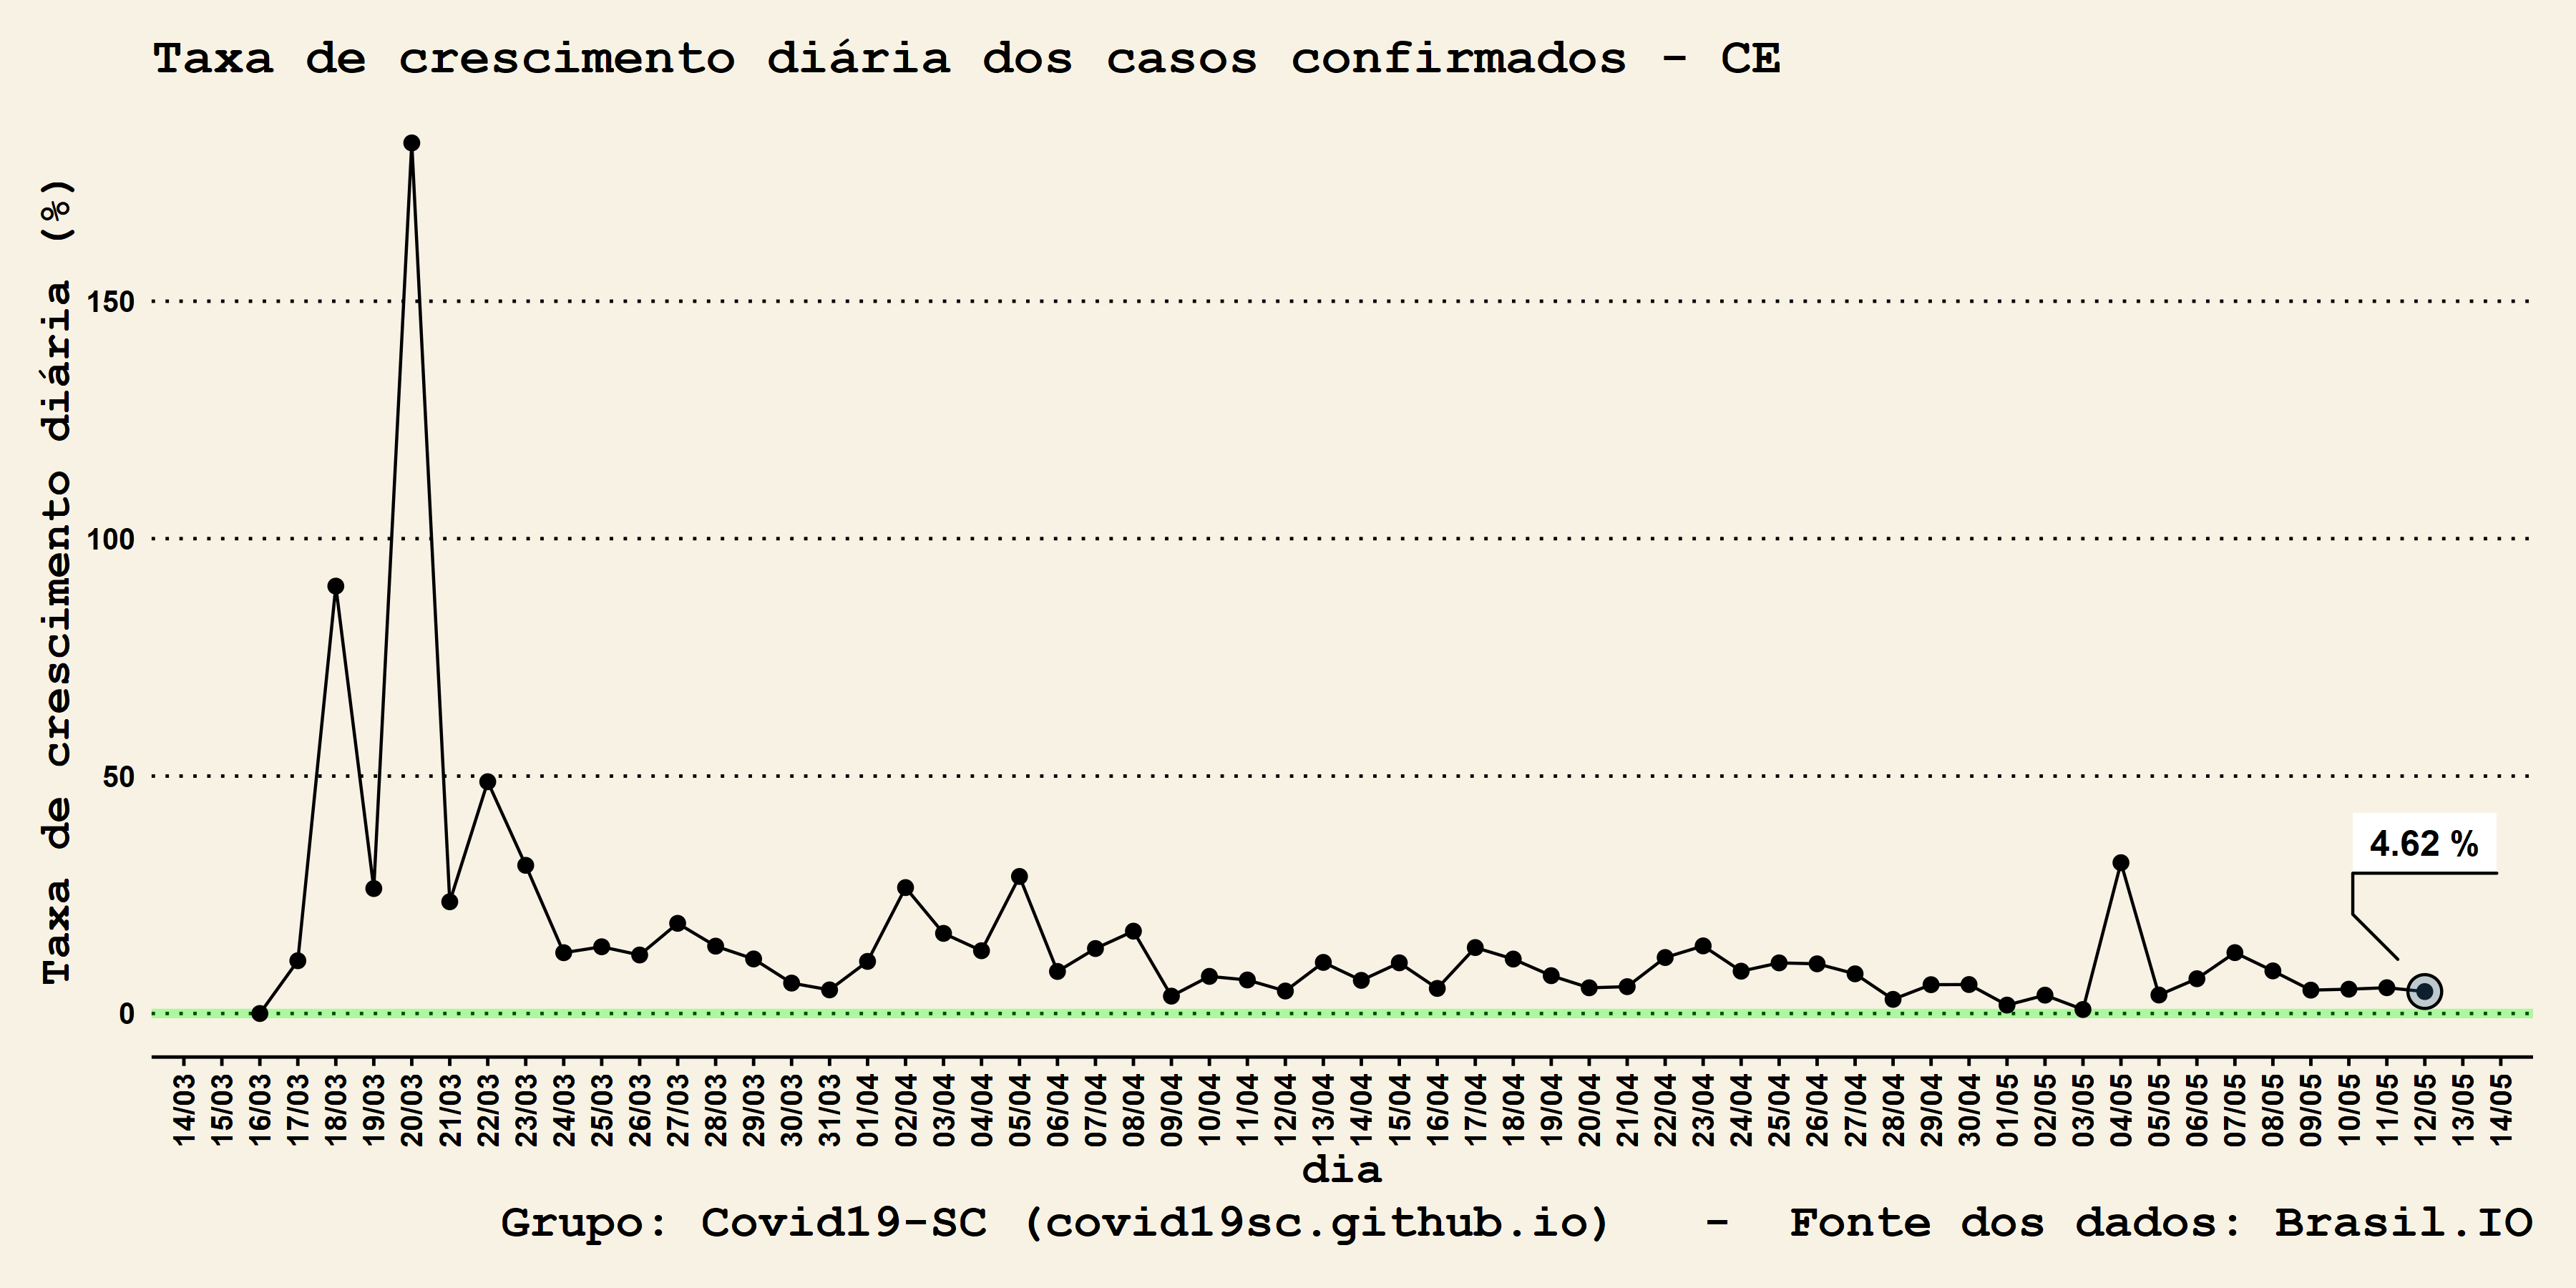 Taxa de crescimento diária dos casos confirmados - CE
Taxa de crescimento diária (%)
150
100
50
0
4.62 %
14/03 15/03 16/03 17/03 18/03 19/03 20/03 21/03 22/03 23/03 24/03 25/03 26/03 27/03 28/03 29/03 30/03 31/03 01/04 02/04 03/04 04/04 05/04 06/04 07/04 08/04 09/04 10/04 11/04 12/04 13/04 14/04 15/04 16/04 17/04 18/04 19/04 20/04 21/04 22/04 23/04 24/04 25/04 26/04 27/04 28/04 29/04 30/04 01/05 02/05 03/05 04/05 05/05 06/05 07/05 08/05 09/05 10/05 11/05 12/05 13/05 14/05
dia
Grupo: Covid19-SC (covid19sc.github.io) - Fonte dos dados: Brasil.IO